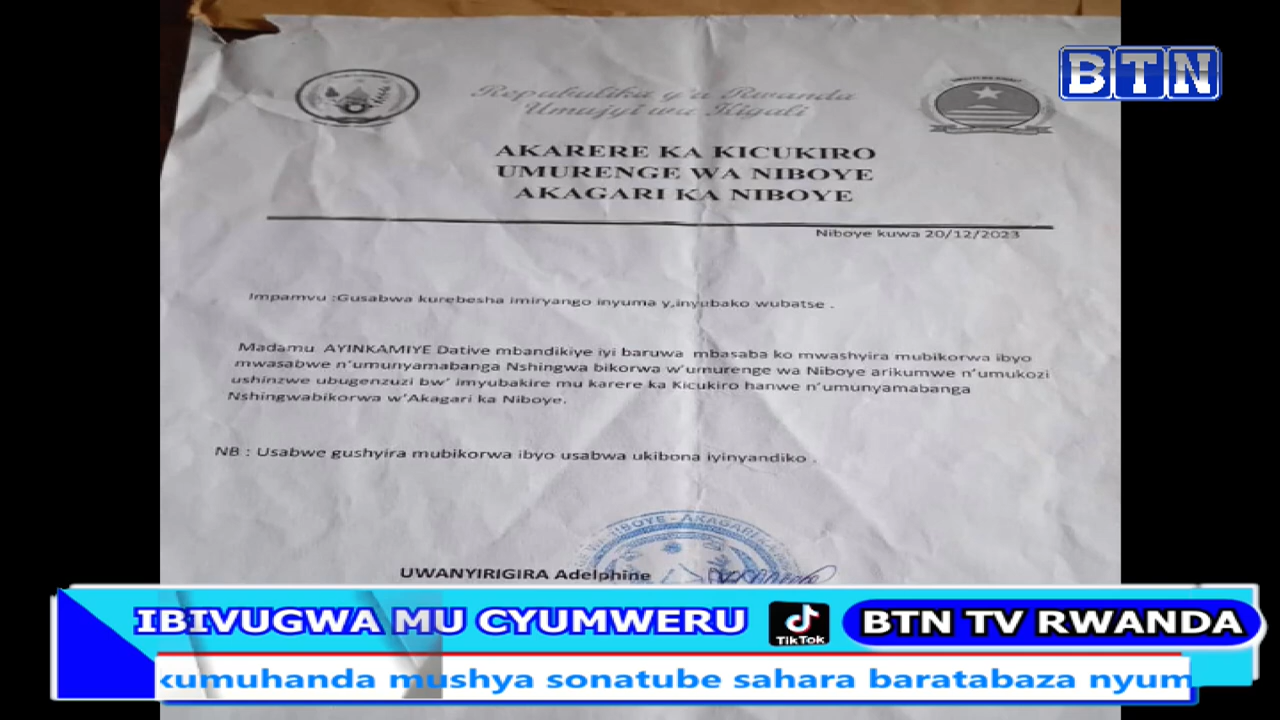 BTN
Repubulika y'u Rwanda
Umujyi wa Kigali
AKARERE KA KICUKIRO
UMURENGE WA NIBOYE
AKAGARI KA NIBOYE
Niboye kuwa 20/12/2023
Impamvu :Gusabwa kurebesha imiryango inyuma y,inyubako wubatse .
Madamu AYINKAMIYE Dative mbandikiye iyi baruwa mbasaba ko mwashyira mubikorwa ibyo
mwasabwe n'umunyamabanga Nshingwa bikorwa w'umurenge wa Niboye arikumwe n'umukozi
ushinzwe ubugenzuzi bw' imyubakire mu karere ka Kicukiro hanwe n'umunyamabanga
Nshingwabikorwa w'Akagari ka Niboye.
NB : Usabwe gushyira mubikorwa ibyo usabwa ukibona iyinyandiko .
NIBOYE - AKAGARI KA
UWANYIRIGIRA Adelphine
IBIVUGWA MU CYUMWERU TikTok BTN TV RWANDA
kumuhanda mushya sonatube sahara baratabaza nyum